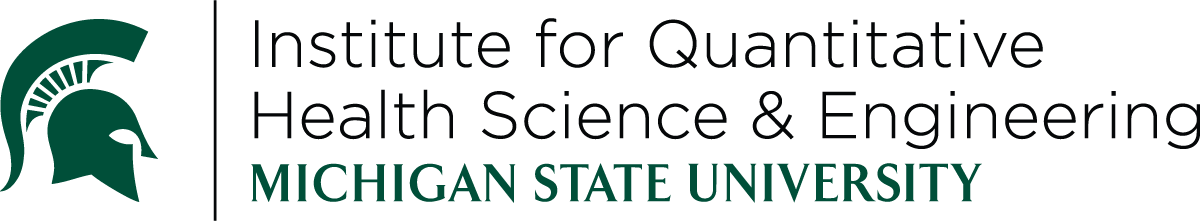 Institute for Quantitative
Health Science & Engineering
MICHIGAN STATE UNIVERSITY